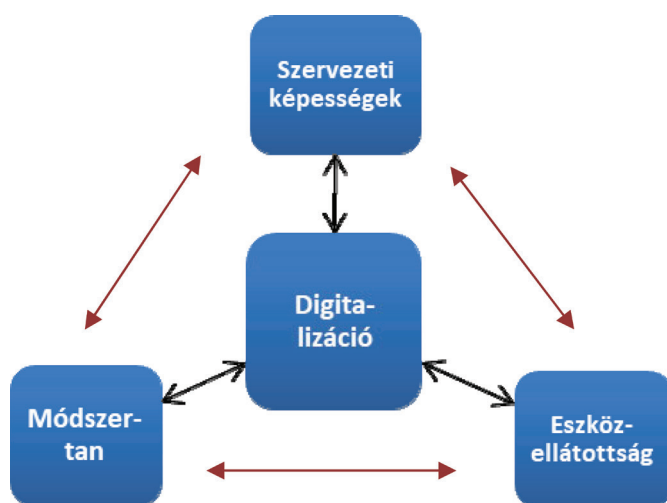 Szervezeti
képességek
Digita-
lizáció
Módszer-
tan
Eszköz-
ellátottság